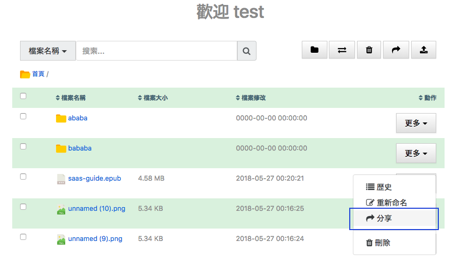 歡迎 test
檔案名稱 搜索...
首頁 /
檔案名稱 檔案大小 檔案修改 動作
ababa 0000-00-00 00:00:00 更多
bababa 0000-00-00 00:00:00 更多
saas-guide.epub 4.58 MB 2018-05-27 00:20:21
歷史
重新命名
unnamed (10).png 5.34 KB 2018-05-27 00:16:25
分享
unnamed (9).png 5.34 KB 2018-05-27 00:16:24
刪除